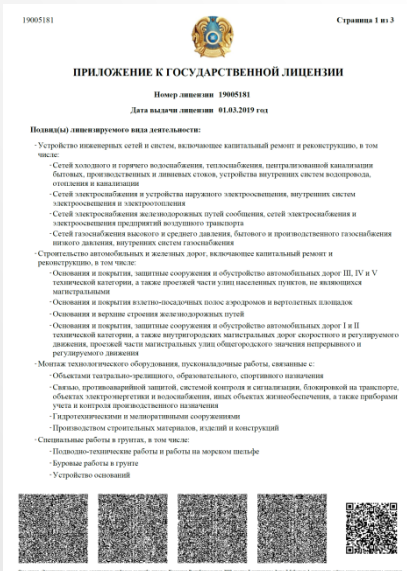 19005181
Страница 1 из 3
ПРИЛОЖЕНИЕ К ГОСУДАРСТВЕННОЙ ЛИЦЕНЗИИ
Номер лицензии 19005181
Дата выдачи лицензии 01.03.2019 год
Подвид(ы) лицензируемого вида деятельности:
- Устройство инженерных сетей и систем, включающее капитальный ремонт и реконструкцию, в том
числе:
- Сетей холодного и горячего водоснабжения, теплоснабжения, централизованной канализации
бытовых, производственных и ливневых стоков, устройства внутренних систем водопровода,
отопления и канализации
- Сетей электроснабжения и устройства наружного электроосвещения, внутренних систем
электроосвещения и электроотопления
- Сетей электроснабжения железнодорожных путей сообщения, сетей электроснабжения и
электроосвещения предприятий воздушного транспорта
- Сетей газоснабжения высокого и среднего давления, бытового и производственного газоснабжения
низкого давления, внутренних систем газоснабжения
- Строительство автомобильных и железных дорог, включающее капитальный ремонт и
реконструкцию, в том числе:
- Основания и покрытия, защитные сооружения и обустройство автомобильных дорог III, IV и V
технической категории, а также проезжей части улиц населенных пунктов, не являющихся
магистральными
- Основания и покрытия взлетно-посадочных полос аэродромов и вертолетных площадок
- Основания и верхние строения железнодорожных путей
- Основания и покрытия, защитные сооружения и обустройство автомобильных дорог I и II
технической категории, а также внутригородских магистральных дорог скоростного и регулируемого
движения, проезжей части магистральных улиц общегородского значения непрерывного и
регулируемого движения
- Монтаж технологического оборудования, пусконаладочные работы, связанные с:
- Объектами театрально-зрелищного, образовательного, спортивного назначения
- Связью, противоаварийной защитой, системой контроля и сигнализации, блокировкой на транспорте,
объектах электроэнергетики и водоснабжения, иных объектах жизнеобеспечения, а также приборами
учета и контроля производственного назначения
- Гидротехническими и мелиоративными сооружениями
- Производством строительных материалов, изделий и конструкций
- Специальные работы в грунтах, в том числе:
- Подводно-технические работы и работы на морском шельфе
- Буровые работы в грунте
- Устройство оснований